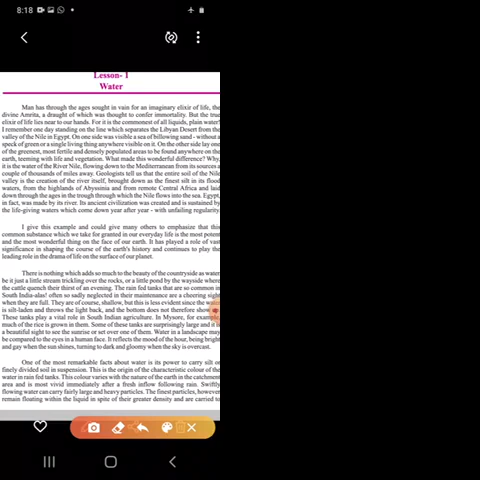 8:18
Lesson- 1
Water
Man has through the ages sought in vain for an imaginary elixir of life, the
divine Amrita, a draught of which was thought to confer immortality. But the true
elixir of life lies near to our hands. For it is the commonest of all liquids, plain water!
I remember one day standing on the line which separates the Libyan Desert from the
valley of the Nile in Egypt. On one side was visible a sea of billowing sand - without a
speck of green or a single living thing anywhere visible on it. On the other side lay one
of the greenest, most fertile and densely populated areas to be found anywhere on the
earth, teeming with life and vegetation. What made this wonderful difference? Why,
it is the water of the River Nile, flowing down to the Mediterranean from its sources a
couple of thousands of miles away. Geologists tell us that the entire soil of the Nile
valley is the creation of the river itself, brought down as the finest silt in its flood
waters, from the highlands of Abyssinia and from remote Central Africa and laid
down through the ages in the trough through which the Nile flows into the sea. Egypt,
in fact, was made by its river. Its ancient civilization was created and is sustained by
the life-giving waters which come down year after year - with unfailing regularity.
I give this example and could give many others to emphasize that this
common substance which we take for granted in our everyday life is the most potent
and the most wonderful thing on the face of our earth. It has played a role of vast
significance in shaping the course of the earth's history and continues to play the
leading role in the drama of life on the surface of our planet.
There is nothing which adds so much to the beauty of the countryside as water
be it just a little stream trickling over the rocks, or a little pond by the wayside where
the cattle quench their thirst of an evening. The rain fed tanks that are so common in
South India-alas! often so sadly neglected in their maintenance are a cheering sight
when they are full. They are of course, shallow, but this is less evident since the
is silt-laden and throws the light back, and the bottom does not therefore show
These tanks play a vital role in South Indian agriculture. In Mysore, for example,
much of the rice is grown in them. Some of these tanks are surprisingly large and it is
a beautiful sight to see the sunrise or set over one of them. Water in a landscape may
be compared to the eyes in a human face. It reflects the mood of the hour, being bright
and gay when the sun shines, turning to dark and gloomy when the sky is overcast.
One of the most remarkable facts about water is its power to carry silt or
finely divided soil in suspension. This is the origin of the characteristic colour of the
water in rain fed tanks. This colour varies with the nature of the earth in the catchment
area and is most vivid immediately after a fresh inflow following rain. Swiftly
flowing water can carry fairly large and heavy particles. The finest particles, however
remain floating within the liquid in spite of their greater density and are carried to